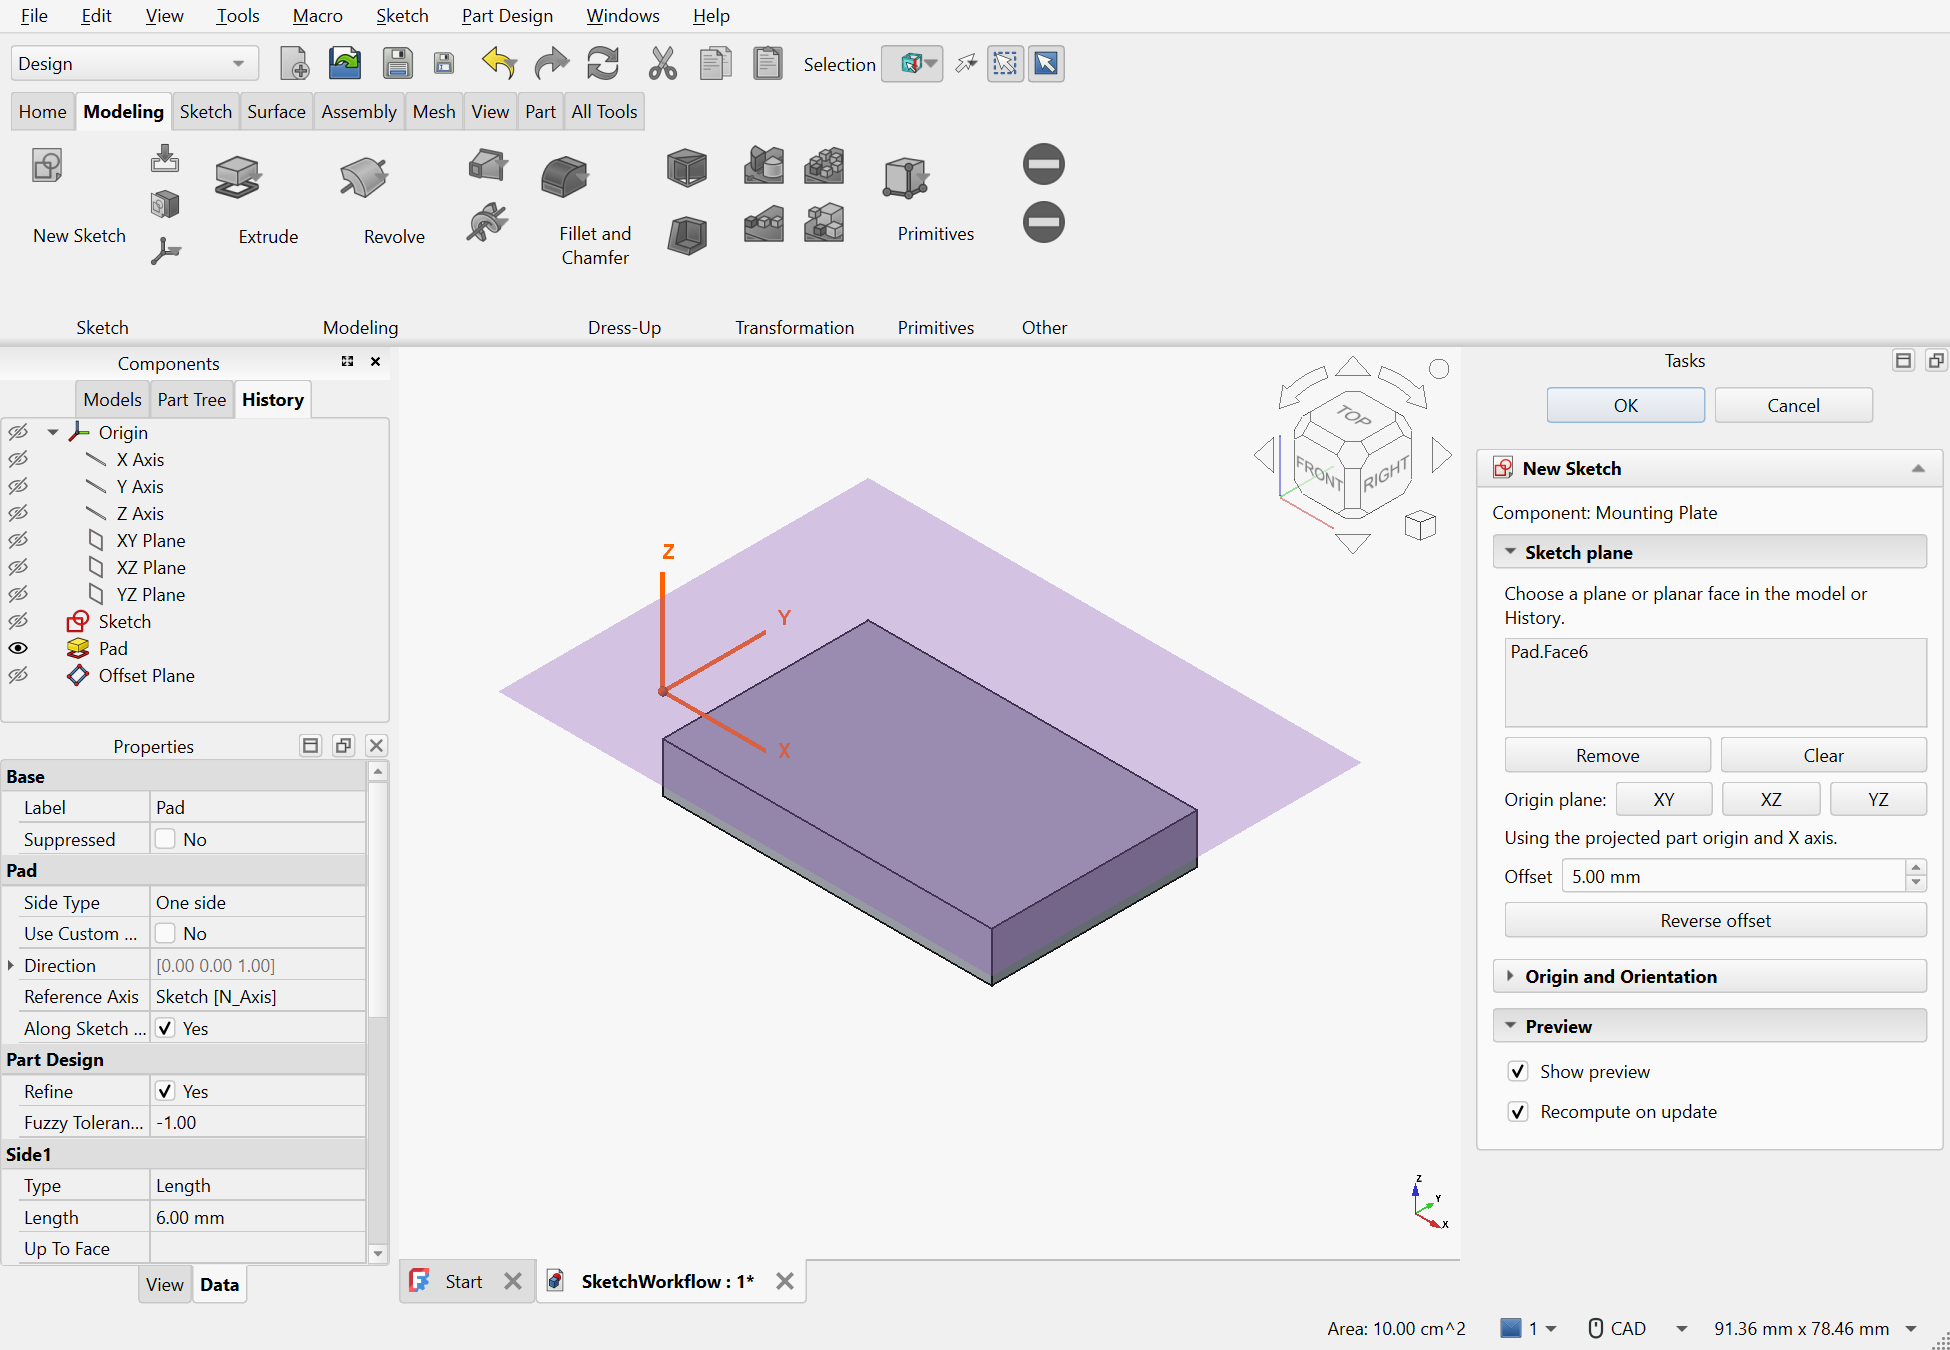 File Edit View Tools Macro Sketch Part Design Windows Help
Design Selection
Home Modeling Sketch Surface Assembly Mesh View Part All Tools
New Sketch Extrude Revolve Fillet and Chamfer Primitives
Sketch Modeling Dress-Up Transformation Primitives Other
Components
Models Part Tree History
Origin
X Axis
Y Axis
Z Axis
XY Plane
XZ Plane
YZ Plane
Sketch
Pad
Offset Plane
Properties
Base
Label Pad
Suppressed No
Pad
Side Type One side
Use Custom ... No
Direction [0.00 0.00 1.00]
Reference Axis Sketch [N_Axis]
Along Sketch ... Yes
Part Design
Refine Yes
Fuzzy Toleran... -1.00
Side1
Type Length
Length 6.00 mm
Up To Face
View Data
TOP
FRONT RIGHT
Z
Y
X
Z
Y
X
Start SketchWorkflow : 1*
Tasks
OK Cancel
New Sketch
Component: Mounting Plate
Sketch plane
Choose a plane or planar face in the model or
History.
Pad.Face6
Remove Clear
Origin plane: XY XZ YZ
Using the projected part origin and X axis.
Offset 5.00 mm
Reverse offset
Origin and Orientation
Preview
Show preview
Recompute on update
Area: 10.00 cm^2 1 CAD 91.36 mm x 78.46 mm